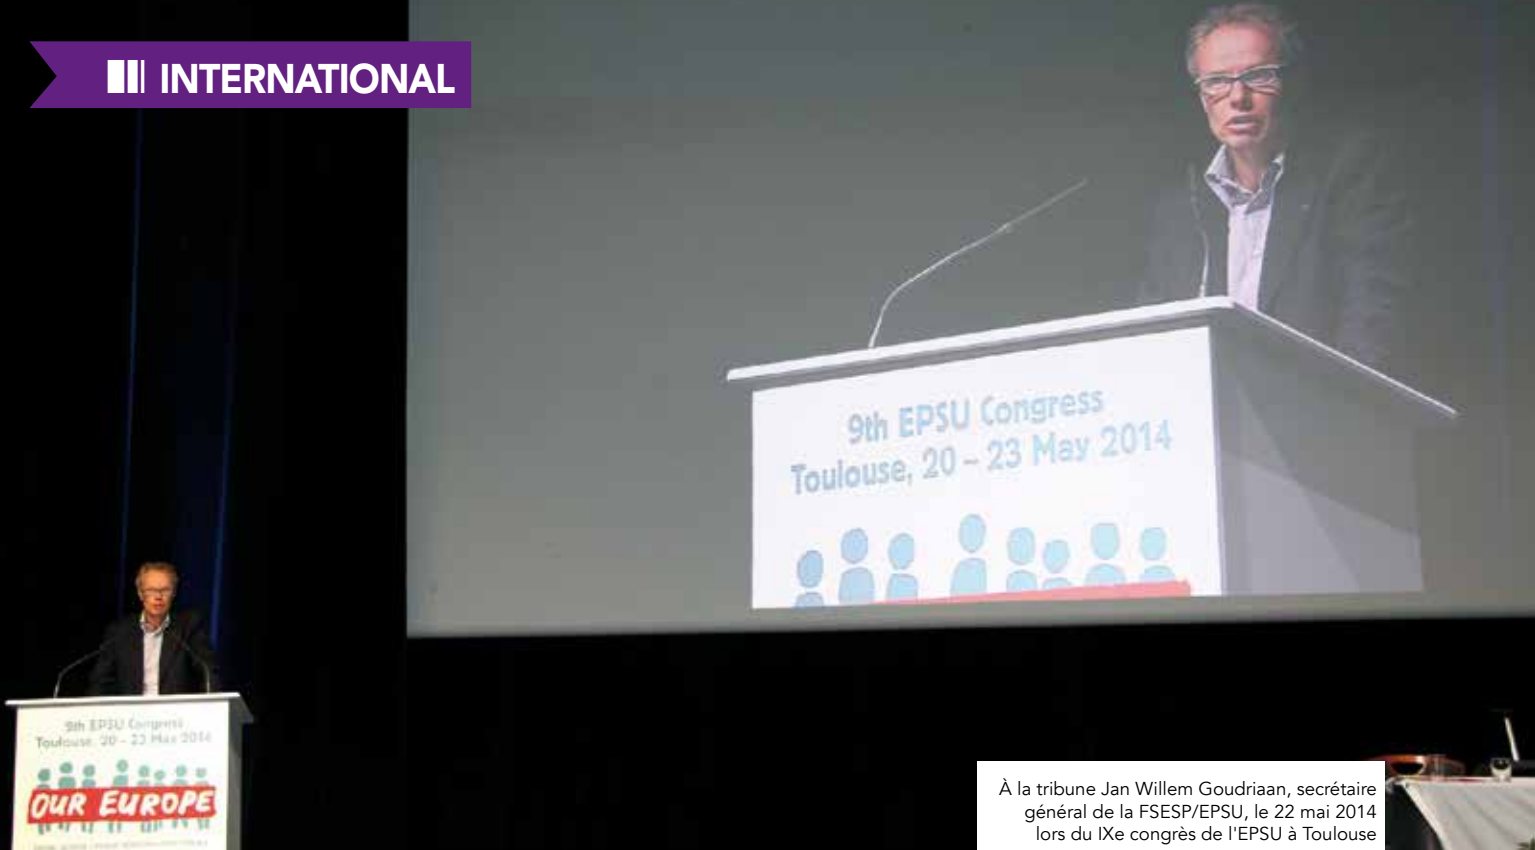 INTERNATIONAL
9th EPSU Congress
Toulouse, 20 – 23 May 2014
9th EPSU Congress
Toulouse, 20 – 23 May 2014
OUR EUROPE
À la tribune Jan Willem Goudriaan, secrétaire
général de la FSESP/EPSU, le 22 mai 2014
lors du IXe congrès de l'EPSU à Toulouse